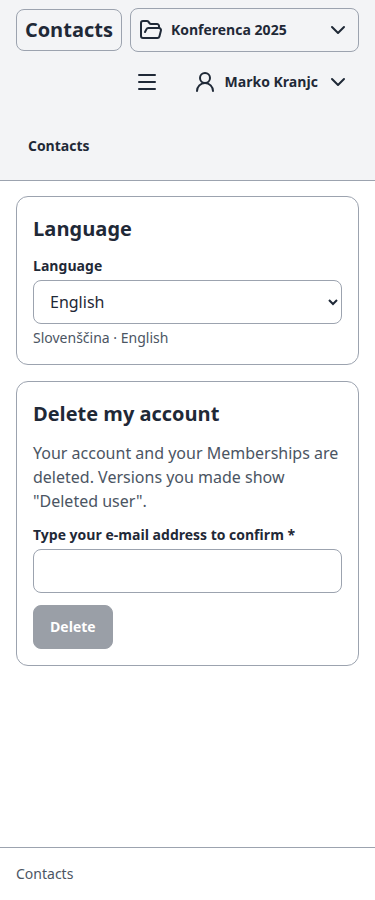 Contacts
Konferenca 2025
Marko Kranjc
Contacts
Language
Language
English
Slovenščina · English
Delete my account
Your account and your Memberships are
deleted. Versions you made show
"Deleted user".
Type your e-mail address to confirm *
Delete
Contacts